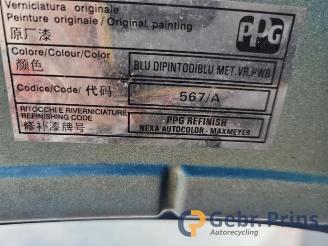 Verniciatura originale
Peinture originale / Original painting
原厂漆
PPG
Colore/Colour/Color
颜色
BLU DIPINTODIBLU MET.VR.HWB
Codice/Code/ 代码
567/A
RITOCCHI E RIVERNICIATURE
REFINISHING CODE
修补漆牌号
PPG REFINISH
NEXA AUTOCOLOR - MAXMEYER
Gebr. Prins
Autorecycling